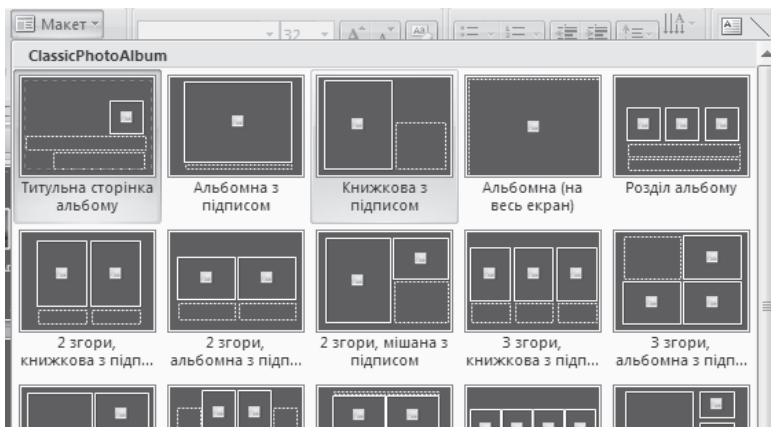 Макет
32
Aa
ClassicPhotoAlbum
Титульна сторінка
альбому
Альбомна з
підписом
Книжкова з
підписом
Альбомна (на
весь екран)
Розділ альбому
2 згори,
книжкова з підп...
2 згори,
альбомна з підп...
2 згори, мішана з
підписом
3 згори,
книжкова з підп...
3 згори,
альбомна з підп...